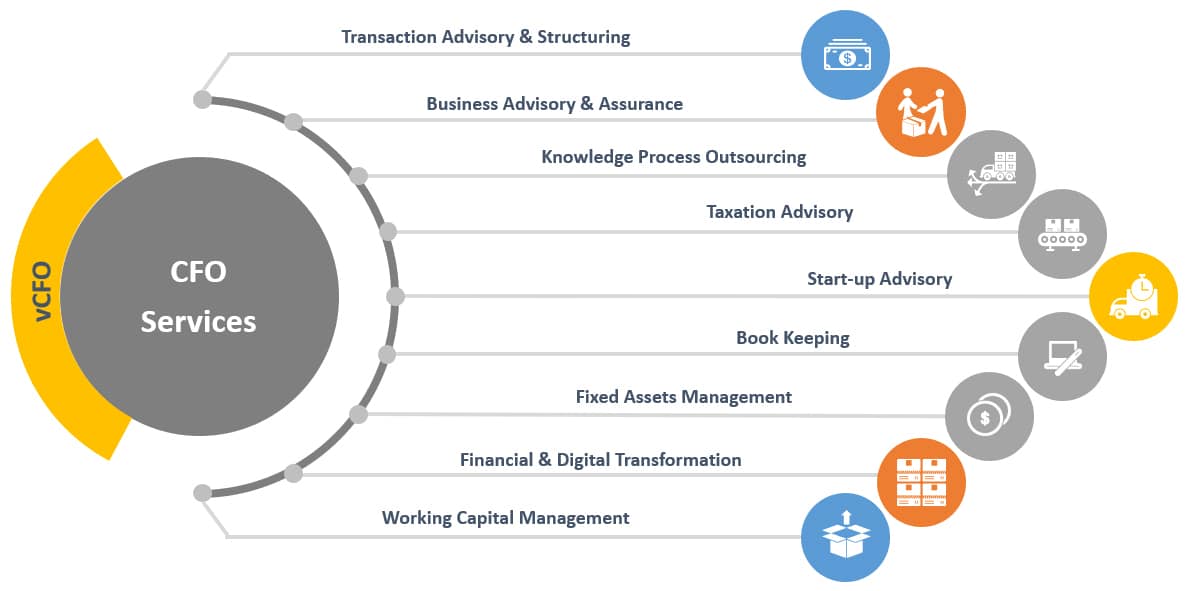 Transaction Advisory & Structuring
Business Advisory & Assurance
Knowledge Process Outsourcing
Taxation Advisory
vCFO
CFO
Services
Start-up Advisory
Book Keeping
Fixed Assets Management
Financial & Digital Transformation
Working Capital Management
$
$